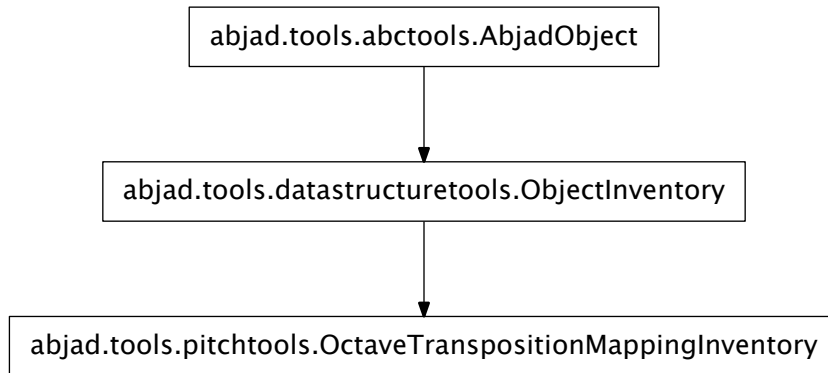 abjad.tools.abctools.AbjadObject
abjad.tools.datastructuretools.ObjectInventory
abjad.tools.pitchtools.OctaveTranspositionMappingInventory